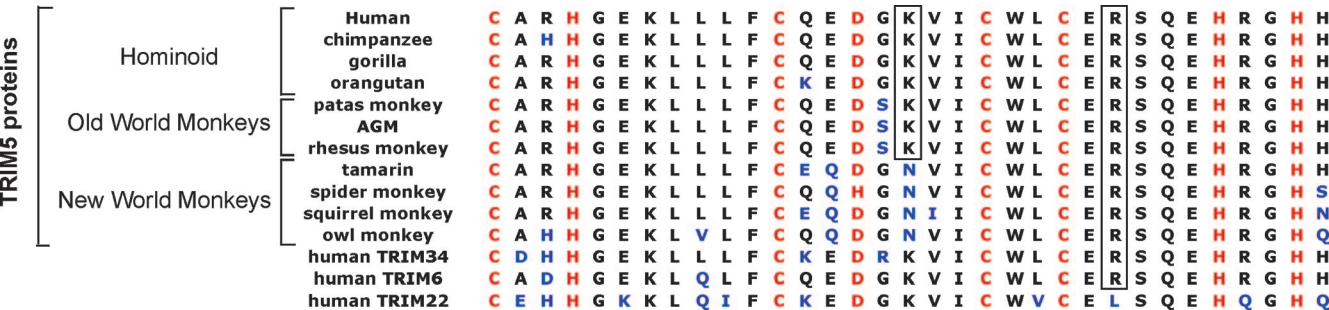 TRIM5 proteins
Hominoid
Old World Monkeys
New World Monkeys
Human C A R H G E K L L L F C Q E D G K V I C W L C E R S Q E H R G H H
chimpanzee C A H H G E K L L L F C Q E D G K V I C W L C E R S Q E H R G H H
gorilla C A R H G E K L L L F C Q E D G K V I C W L C E R S Q E H R G H H
orangutan C A R H G E K L L L F C K E D G K V I C W L C E R S Q E H R G H H
patas monkey C A R H G E K L L L F C Q E D S K V I C W L C E R S Q E H R G H H
AGM C A R H G E K L L L F C Q E D S K V I C W L C E R S Q E H R G H H
rhesus monkey C A R H G E K L L L F C Q E D S K V I C W L C E R S Q E H R G H H
tamarin C A R H G E K L L L F C E Q D G N V I C W L C E R S Q E H R G H H
spider monkey C A R H G E K L L L F C Q Q H G N V I C W L C E R S Q E H R G H S
squirrel monkey C A R H G E K L L L F C E Q D G N I I C W L C E R S Q E H R G H N
owl monkey C A H H G E K L V L F C Q Q D G N V I C W L C E R S Q E H R G H Q
human TRIM34 C D H H G E K L L L F C K E D R K V I C W L C E R S Q E H R G H H
human TRIM6 C A D H G E K L Q L F C Q E D G K V I C W L C E R S Q E H R G H H
human TRIM22 C E H H G K K L Q I F C K E D G K V I C W V C E L S Q E H Q G H Q